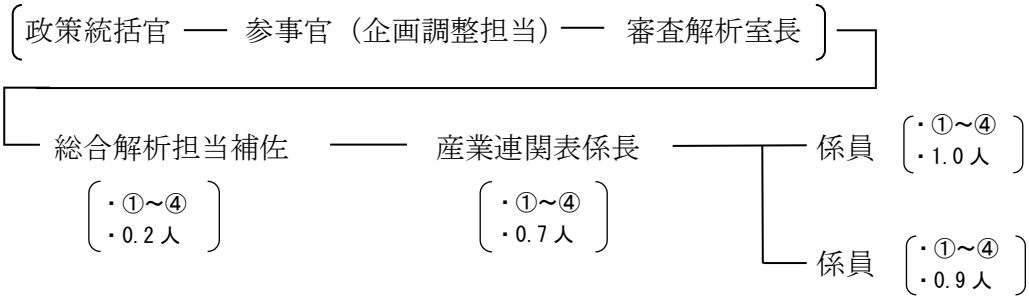 政策統括官 参事官（企画調整担当） 審査解析室長
総合解析担当補佐 産業連関表係長 係員
・①～④
・1.0人
・①～④
・0.2人
・①～④
・0.7人
係員
・①～④
・0.9人